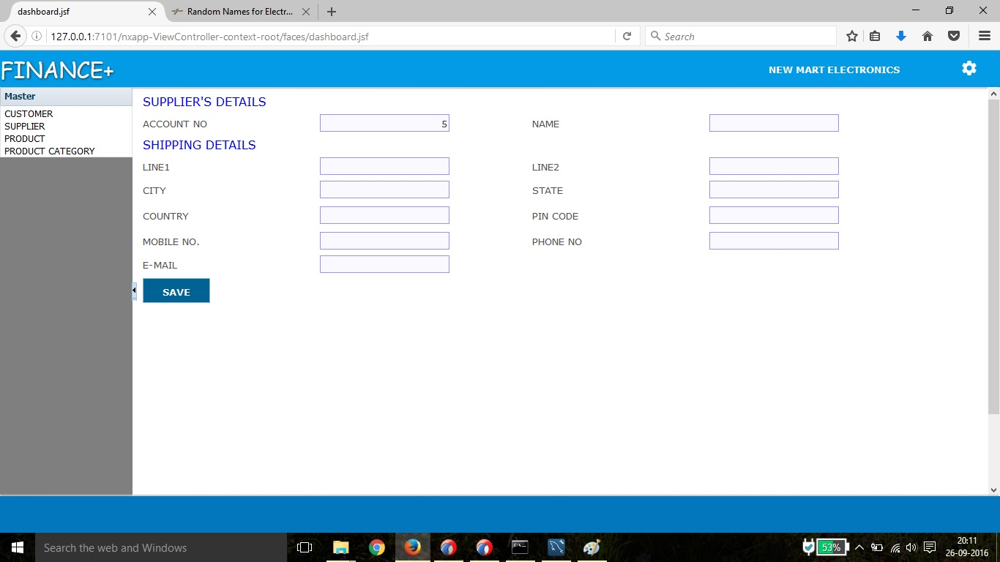 dashboard.jsf
Random Names for Electr...
127.0.0.1:7101/nxapp-ViewController-context-root/faces/dashboard.jsf
Search
FINANCE+
NEW MART ELECTRONICS
Master
CUSTOMER
SUPPLIER
PRODUCT
PRODUCT CATEGORY
SUPPLIER'S DETAILS
ACCOUNT NO 5 NAME
SHIPPING DETAILS
LINE1 LINE2
CITY STATE
COUNTRY PIN CODE
MOBILE NO. PHONE NO
E-MAIL
SAVE
Search the web and Windows
53%
20:11
26-09-2016